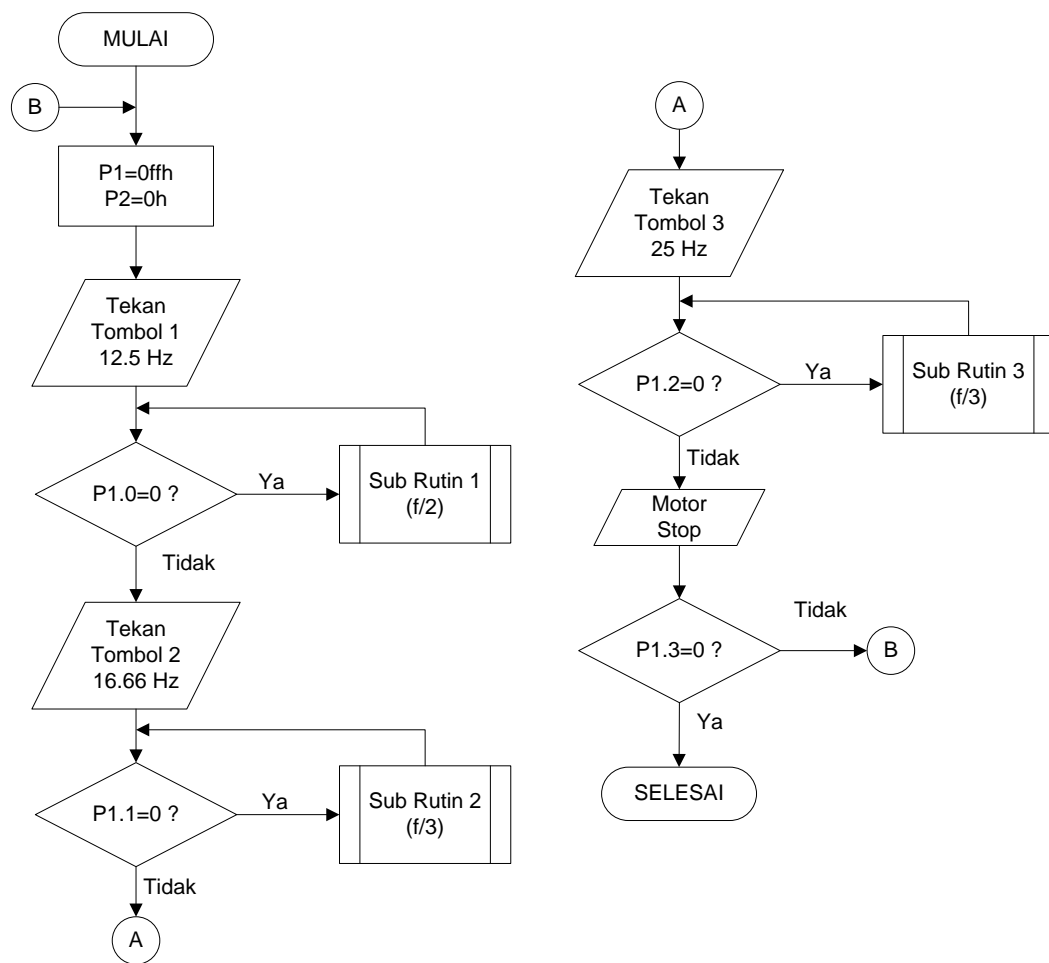 MULAI
B
P1=0ffh
P2=0h
Tekan
Tombol 1
12.5 Hz
P1.0=0 ?
Ya
Sub Rutin 1
(f/2)
Tidak
Tekan
Tombol 2
16.66 Hz
P1.1=0 ?
Ya
Sub Rutin 2
(f/3)
Tidak
A
A
Tekan
Tombol 3
25 Hz
P1.2=0 ?
Ya
Sub Rutin 3
(f/3)
Tidak
Motor
Stop
P1.3=0 ?
Tidak
B
Ya
SELESAI